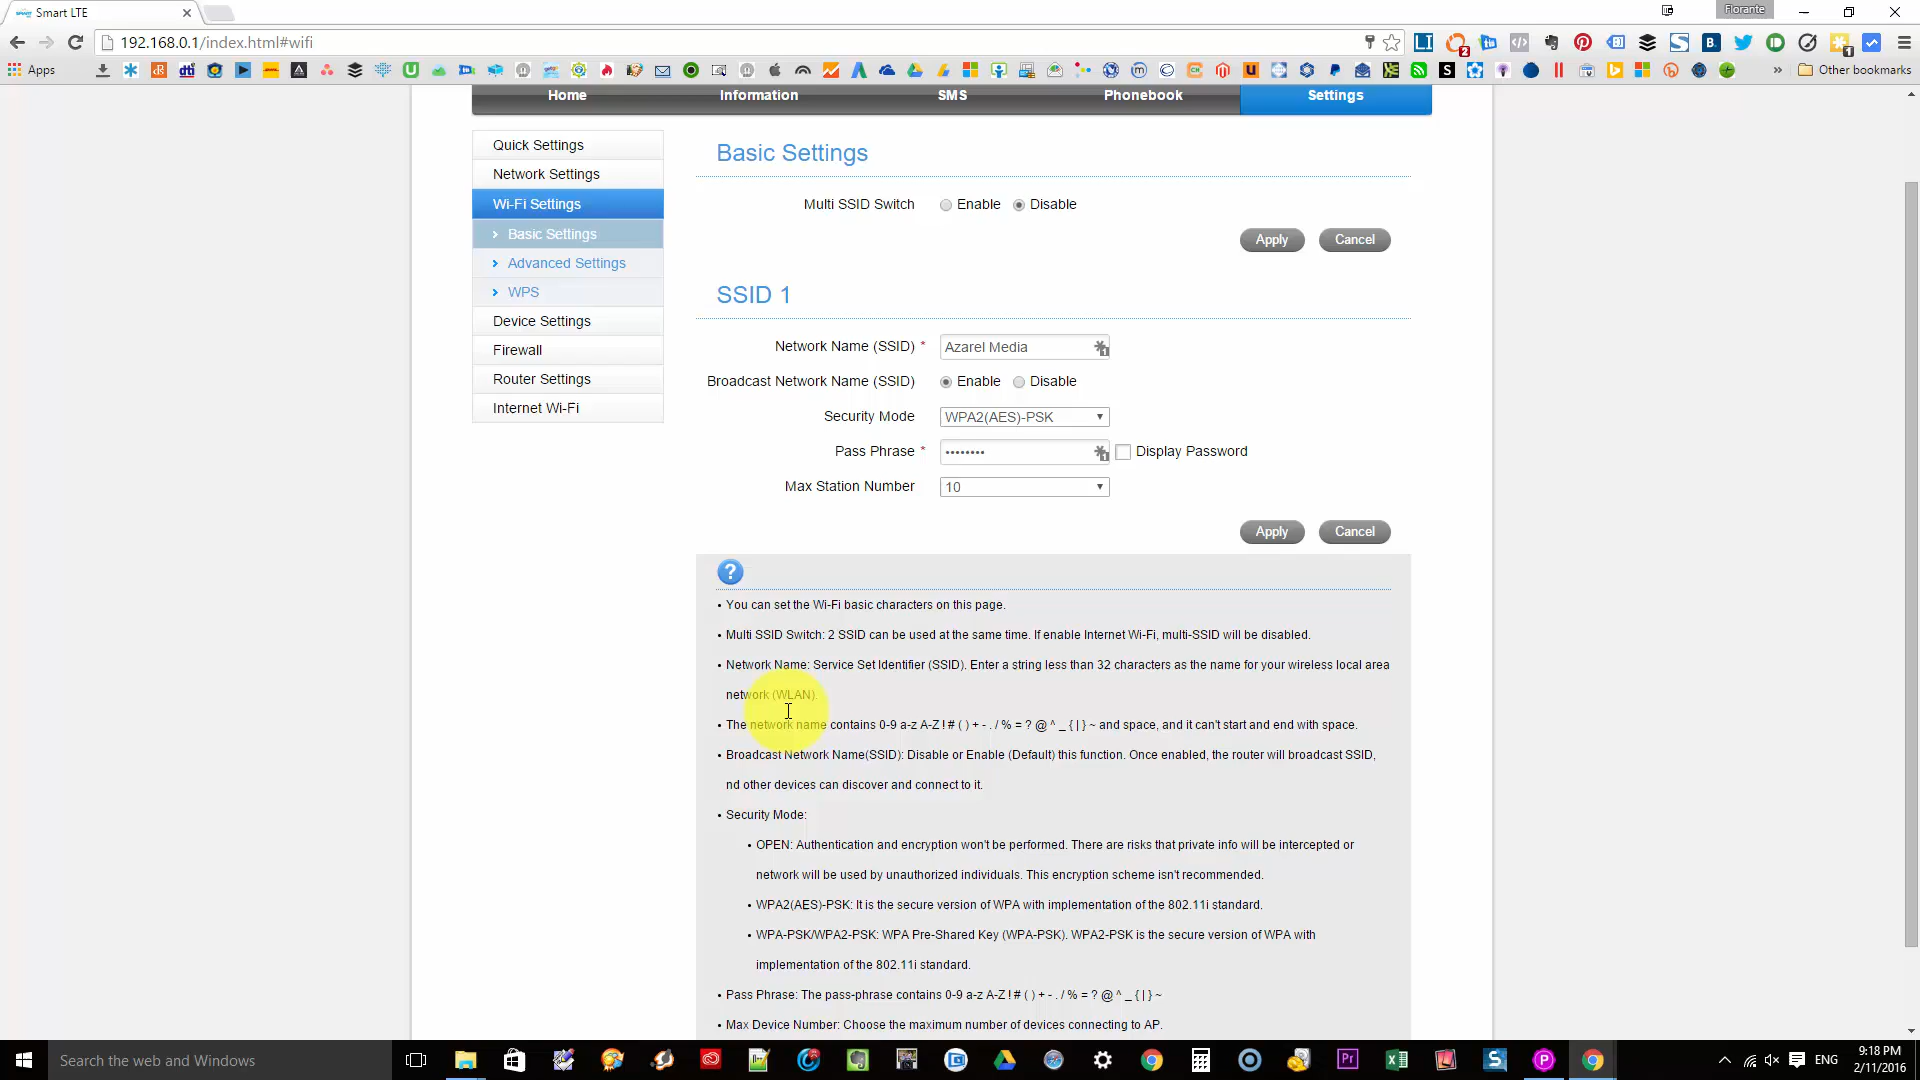 Smart LTE
Florante
192.168.0.1/index.html#wifi
Apps
Other bookmarks
Home
Information
SMS
Phonebook
Settings
Quick Settings
Network Settings
Wi-Fi Settings
Basic Settings
Advanced Settings
WPS
Device Settings
Firewall
Router Settings
Internet Wi-Fi
Basic Settings
Multi SSID Switch Enable Disable
Apply Cancel
SSID 1
Network Name (SSID) * Azarel Media
Broadcast Network Name (SSID) Enable Disable
Security Mode WPA2(AES)-PSK
Pass Phrase * •••••••• Display Password
Max Station Number 10
Apply Cancel
?
• You can set the Wi-Fi basic characters on this page.
• Multi SSID Switch: 2 SSID can be used at the same time. If enable Internet Wi-Fi, multi-SSID will be disabled.
• Network Name: Service Set Identifier (SSID). Enter a string less than 32 characters as the name for your wireless local area
network (WLAN).
• The network name contains 0-9 a-z A-Z ! # ( ) + - . / % = ? @ ^ _ { | } ~ and space, and it can't start and end with space.
• Broadcast Network Name(SSID): Disable or Enable (Default) this function. Once enabled, the router will broadcast SSID,
nd other devices can discover and connect to it.
• Security Mode:
• OPEN: Authentication and encryption won't be performed. There are risks that private info will be intercepted or
network will be used by unauthorized individuals. This encryption scheme isn't recommended.
• WPA2(AES)-PSK: It is the secure version of WPA with implementation of the 802.11i standard.
• WPA-PSK/WPA2-PSK: WPA Pre-Shared Key (WPA-PSK). WPA2-PSK is the secure version of WPA with
implementation of the 802.11i standard.
• Pass Phrase: The pass-phrase contains 0-9 a-z A-Z ! # ( ) + - . / % = ? @ ^ _ { | } ~
• Max Device Number: Choose the maximum number of devices connecting to AP.
Search the web and Windows
ENG
9:18 PM
2/11/2016